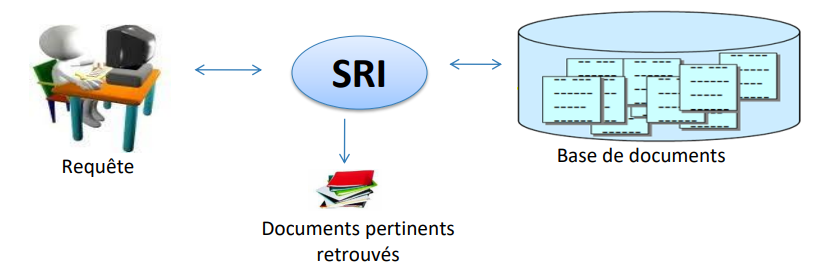 SRI
Requête
Base de documents
Documents pertinents
retrouvés